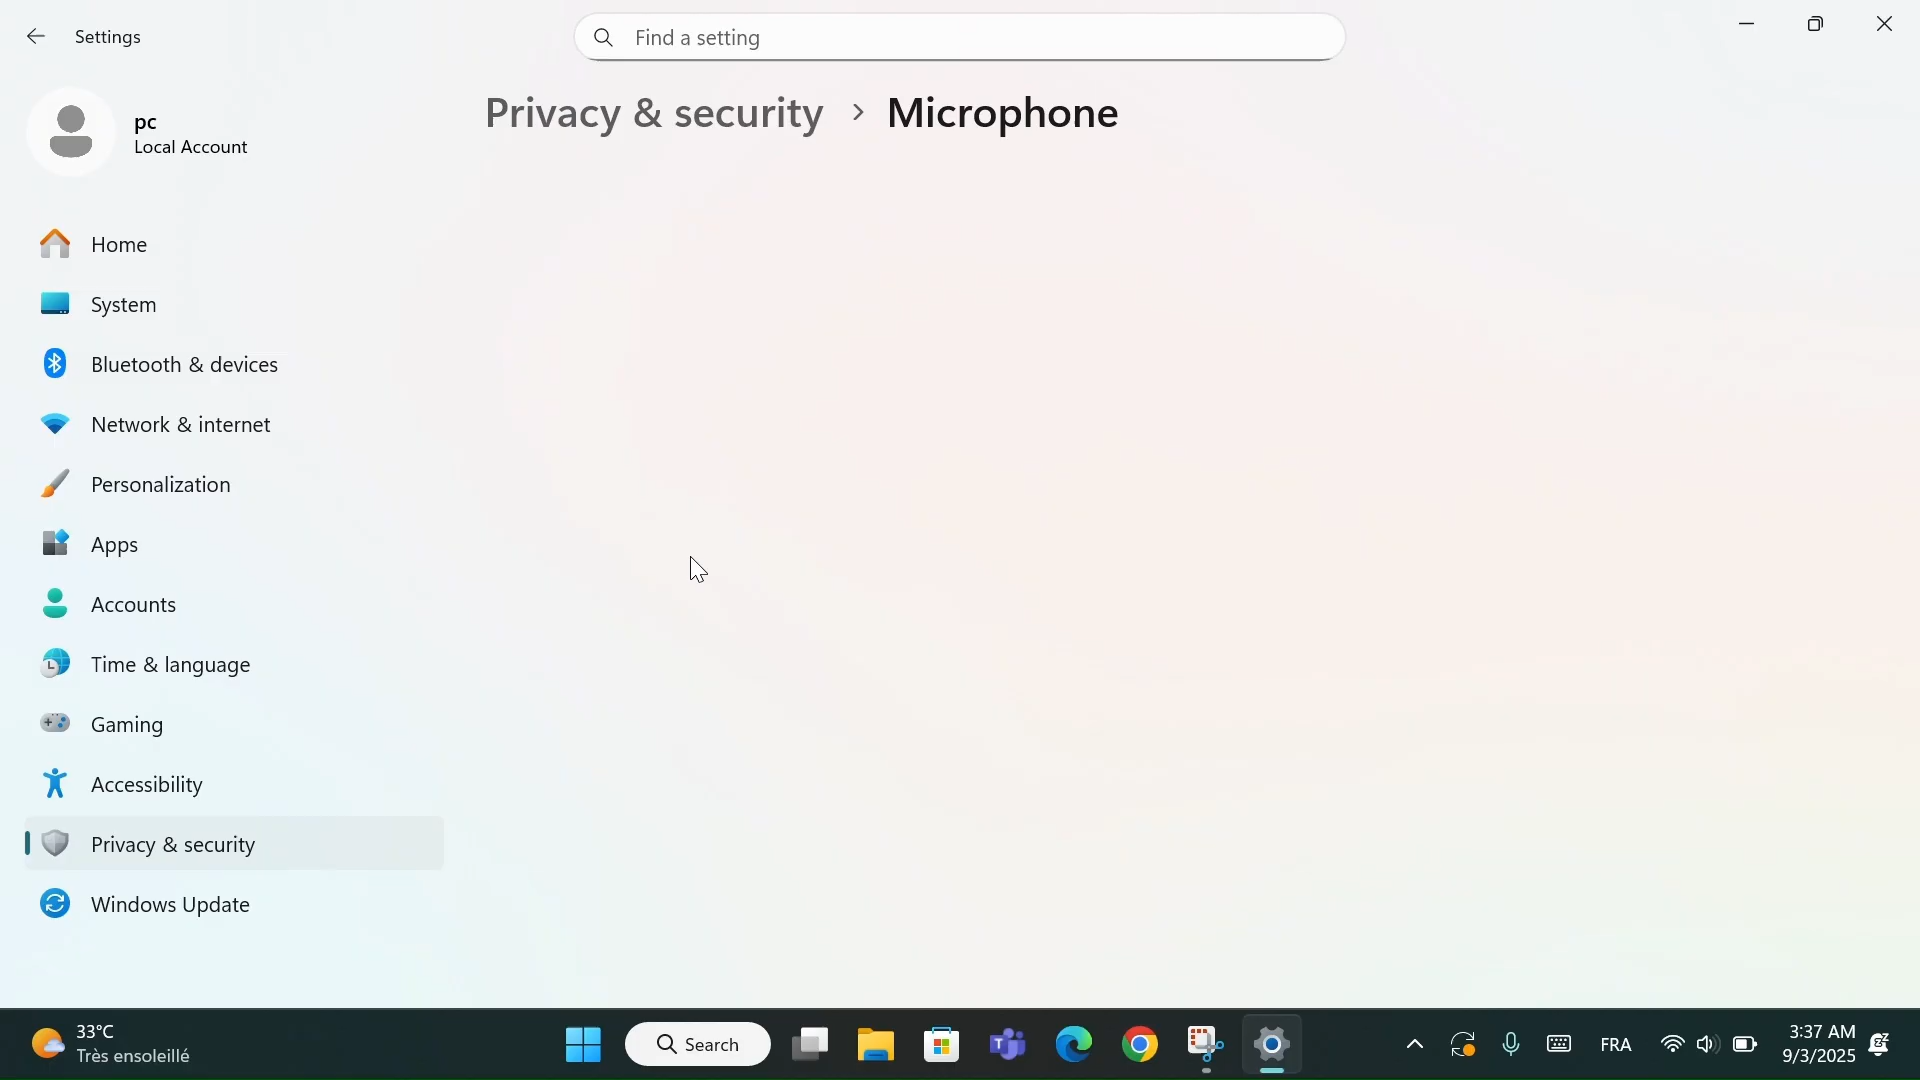 Settings
Find a setting
pc
Local Account
Privacy & security > Microphone
Home
System
Bluetooth & devices
Network & internet
Personalization
Apps
Accounts
Time & language
Gaming
Accessibility
Privacy & security
Windows Update
33°C
Très ensoleillé
Search
FRA
3:37 AM
9/3/2025